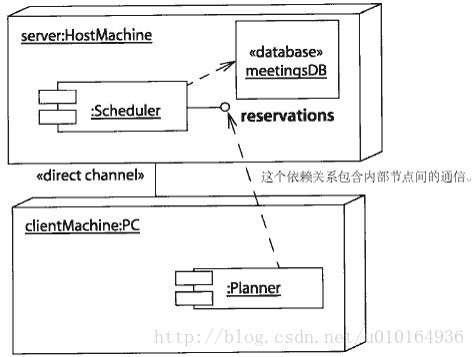 server:HostMachine
«database»
meetingsDB
:Scheduler
reservations
«direct channel»
这个依赖关系包含内部节点间的通信。
clientMachine:PC
:Planner
http://blog.csdn.net/u010164936